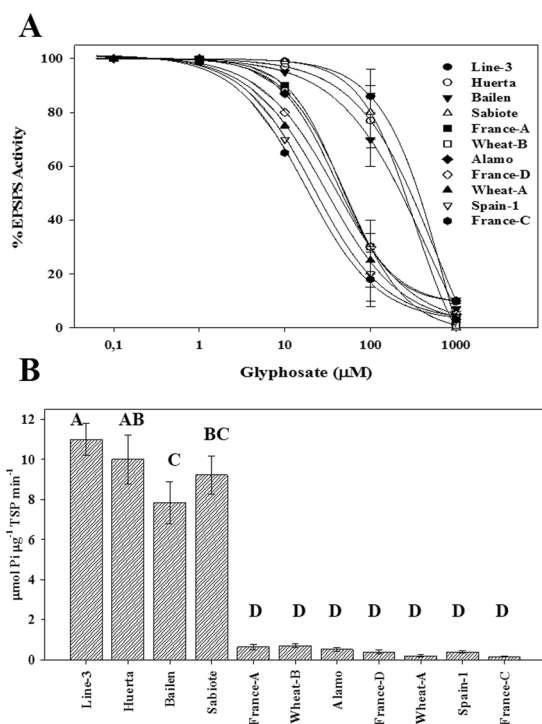 A
% EPSPS Activity
100
80
60
40
20
0
0,1
1
10
100
1000
Glyphosate (µM)
Line-3
Huerta
Bailen
Sabiote
France-A
Wheat-B
Alamo
France-D
Wheat-A
Spain-1
France-C
B
µmol Pi µg⁻¹ TSP min⁻¹
12
10
8
6
4
2
0
A
AB
C
BC
D
D
D
D
D
D
D
Line-3
Huerta
Bailen
Sabiote
France-A
Wheat-B
Alamo
France-D
Wheat-A
Spain-1
France-C